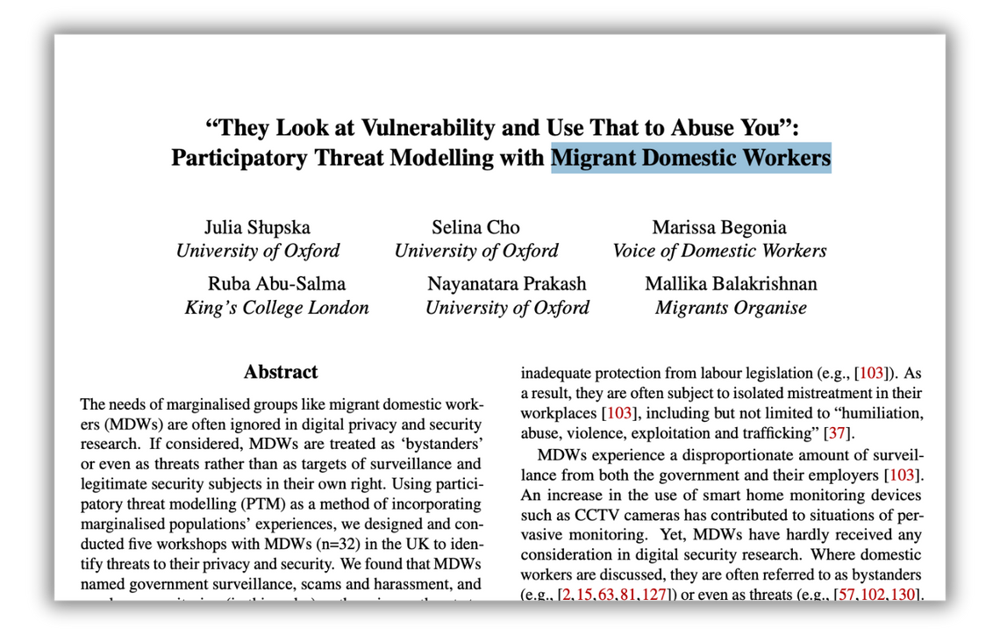 “They Look at Vulnerability and Use That to Abuse You”:
Participatory Threat Modelling with Migrant Domestic Workers
Julia Słupska
University of Oxford
Selina Cho
University of Oxford
Marissa Begonia
Voice of Domestic Workers
Ruba Abu-Salma
King’s College London
Nayanatara Prakash
University of Oxford
Mallika Balakrishnan
Migrants Organise
Abstract
The needs of marginalised groups like migrant domestic work-
ers (MDWs) are often ignored in digital privacy and security
research. If considered, MDWs are treated as ‘bystanders’
or even as threats rather than as targets of surveillance and
legitimate security subjects in their own right. Using partici-
patory threat modelling (PTM) as a method of incorporating
marginalised populations’ experiences, we designed and con-
ducted five workshops with MDWs (n=32) in the UK to iden-
tify threats to their privacy and security. We found that MDWs
named government surveillance, scams and harassment, and
inadequate protection from labour legislation (e.g., [103]). As
a result, they are often subject to isolated mistreatment in their
workplaces [103], including but not limited to “humiliation,
abuse, violence, exploitation and trafficking” [37].
MDWs experience a disproportionate amount of surveil-
lance from both the government and their employers [103].
An increase in the use of smart home monitoring devices
such as CCTV cameras has contributed to situations of per-
vasive monitoring. Yet, MDWs have hardly received any
consideration in digital security research. Where domestic
workers are discussed, they are often referred to as bystanders
(e.g., [2,15,63,81,127]) or even as threats (e.g., [57,102,130].